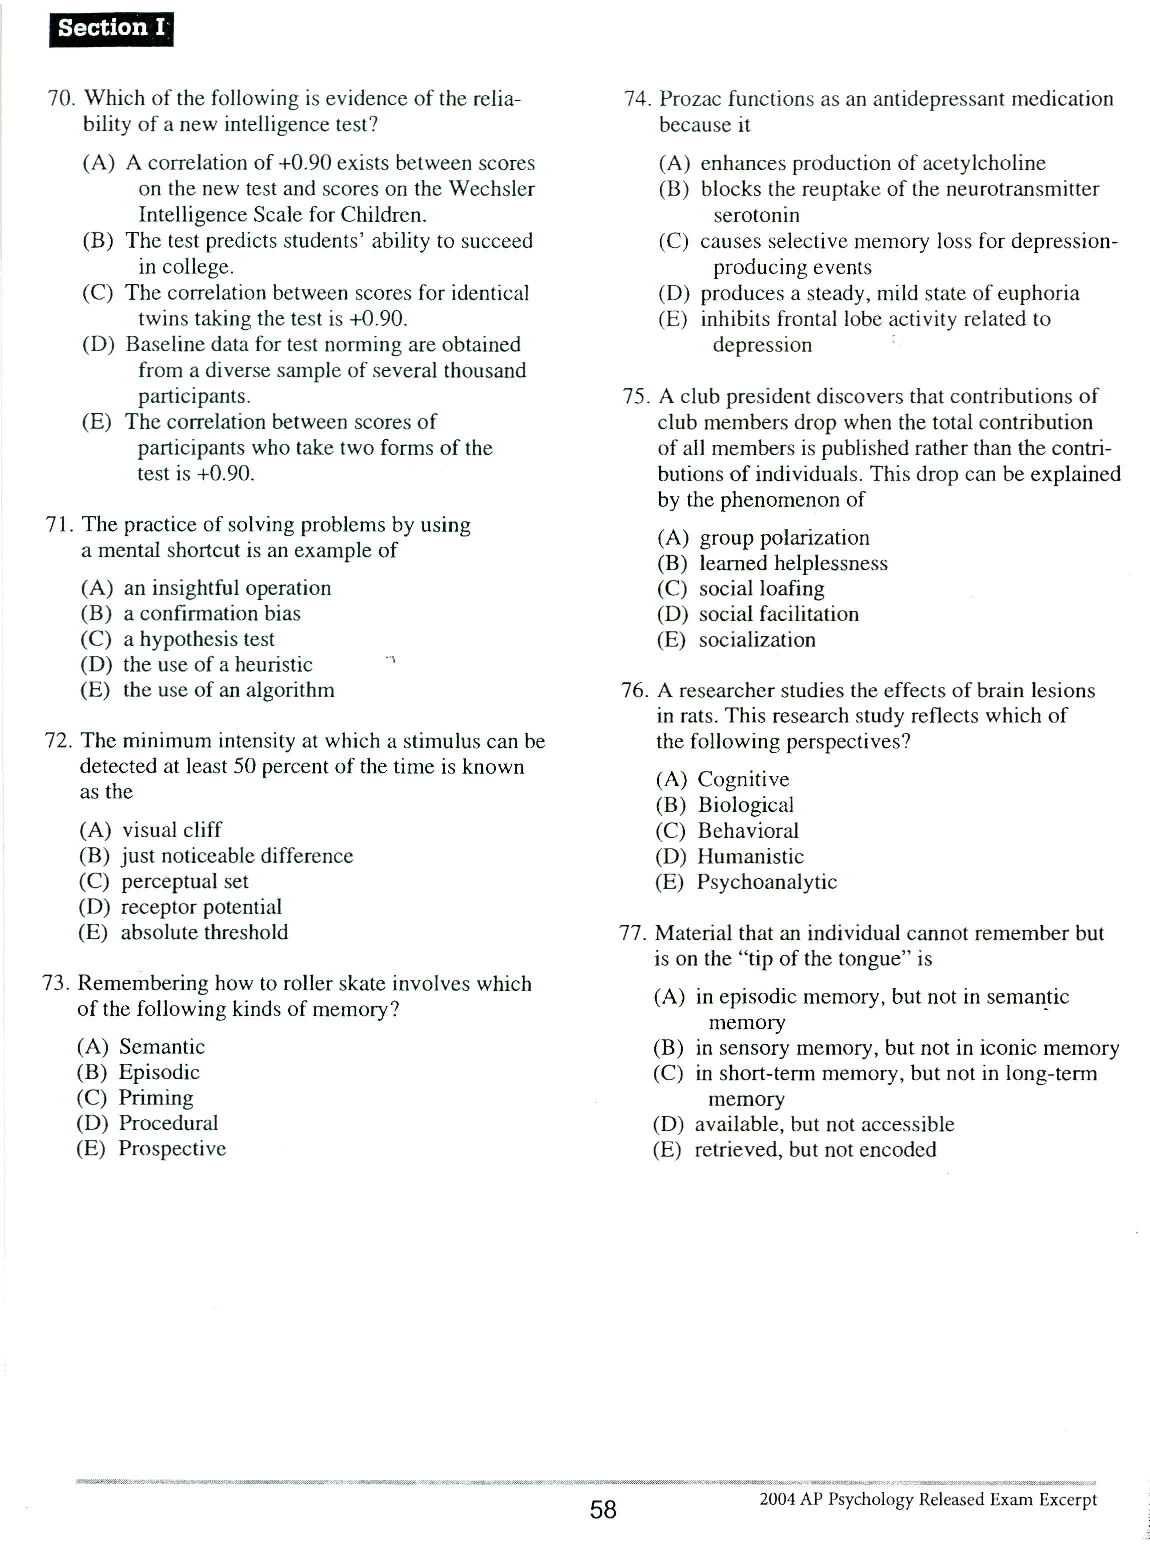 Section I
70. Which of the following is evidence of the relia-
bility of a new intelligence test?
(A) A correlation of +0.90 exists between scores
on the new test and scores on the Wechsler
Intelligence Scale for Children.
(B) The test predicts students' ability to succeed
in college.
(C) The correlation between scores for identical
twins taking the test is +0.90.
(D) Baseline data for test norming are obtained
from a diverse sample of several thousand
participants.
(E) The correlation between scores of
participants who take two forms of the
test is +0.90.
71. The practice of solving problems by using
a mental shortcut is an example of
(A) an insightful operation
(B) a confirmation bias
(C) a hypothesis test
(D) the use of a heuristic
(E) the use of an algorithm
72. The minimum intensity at which a stimulus can be
detected at least 50 percent of the time is known
as the
(A) visual cliff
(B) just noticeable difference
(C) perceptual set
(D) receptor potential
(E) absolute threshold
73. Remembering how to roller skate involves which
of the following kinds of memory?
(A) Semantic
(B) Episodic
(C) Priming
(D) Procedural
(E) Prospective
74. Prozac functions as an antidepressant medication
because it
(A) enhances production of acetylcholine
(B) blocks the reuptake of the neurotransmitter
serotonin
(C) causes selective memory loss for depression-
producing events
(D) produces a steady, mild state of euphoria
(E) inhibits frontal lobe activity related to
depression
75. A club president discovers that contributions of
club members drop when the total contribution
of all members is published rather than the contri-
butions of individuals. This drop can be explained
by the phenomenon of
(A) group polarization
(B) learned helplessness
(C) social loafing
(D) social facilitation
(E) socialization
76. A researcher studies the effects of brain lesions
in rats. This research study reflects which of
the following perspectives?
(A) Cognitive
(B) Biological
(C) Behavioral
(D) Humanistic
(E) Psychoanalytic
77. Material that an individual cannot remember but
is on the "tip of the tongue" is
(A) in episodic memory, but not in semantic
memory
(B) in sensory memory, but not in iconic memory
(C) in short-term memory, but not in long-term
memory
(D) available, but not accessible
(E) retrieved, but not encoded
58
2004 AP Psychology Released Exam Excerpt